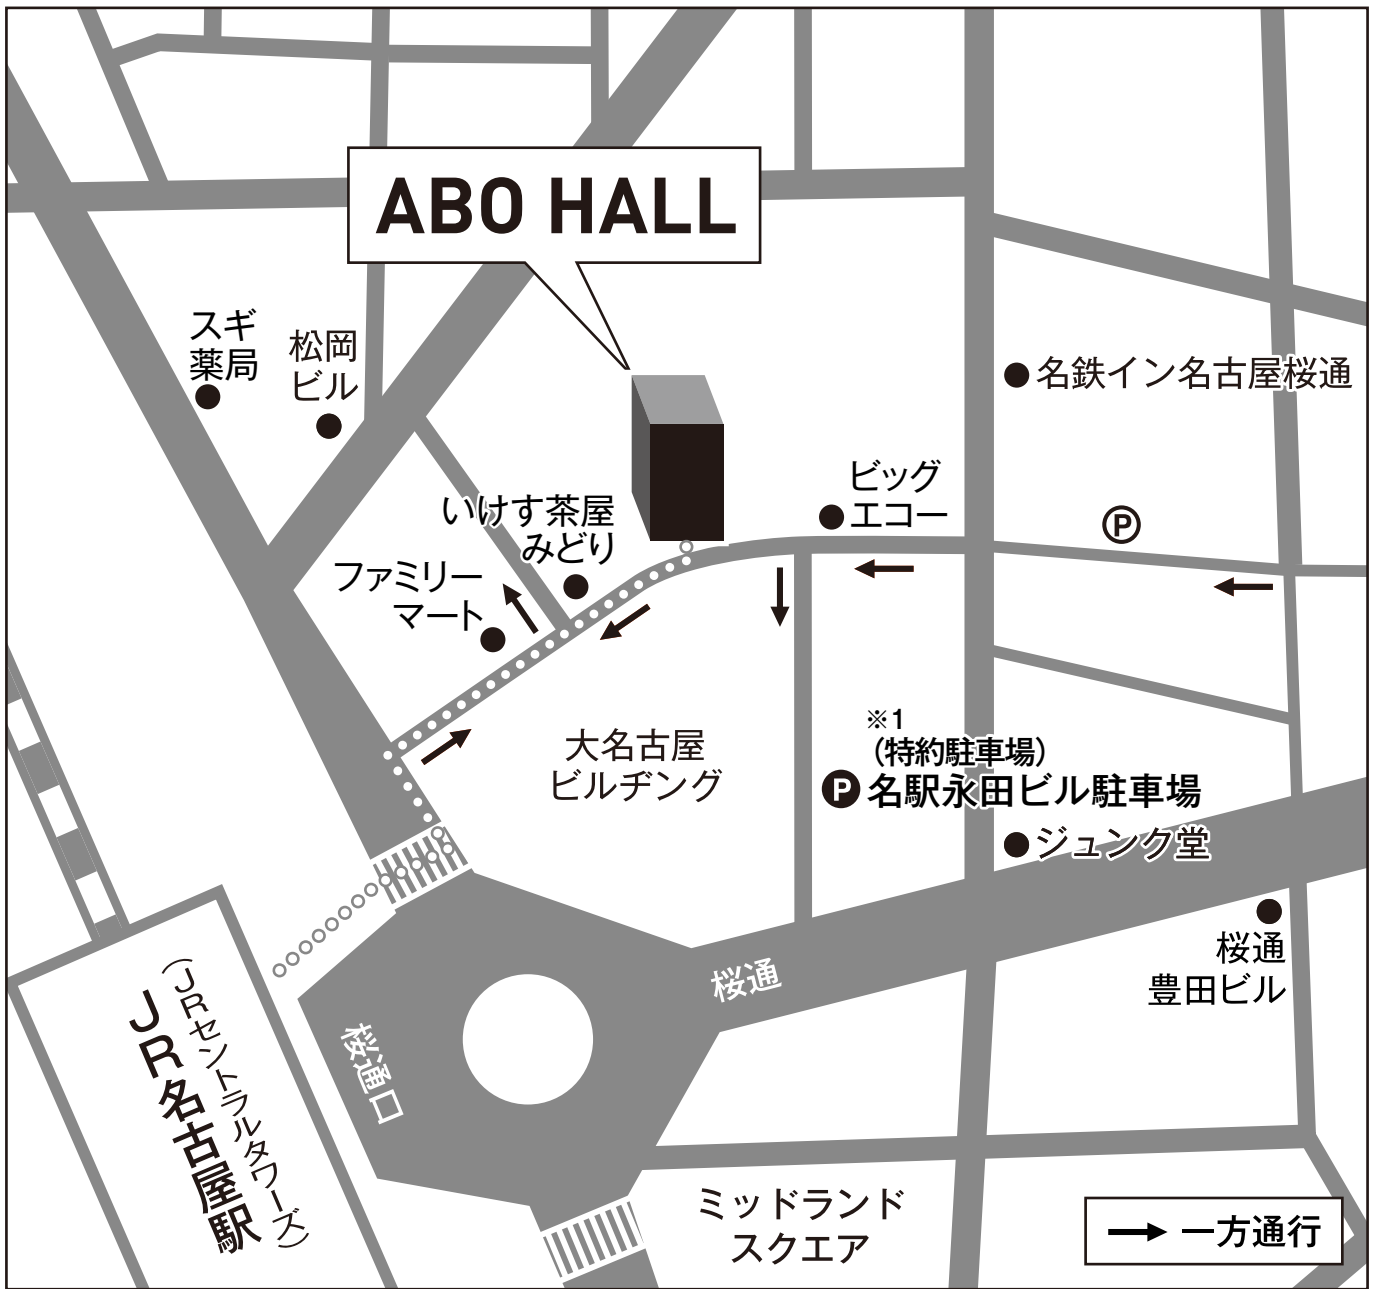 ABO HALL
スギ
薬局
松岡
ビル
名鉄イン名古屋桜通
ビッグ
エコー
P
いけす茶屋
みどり
ファミリー
マート
大名古屋
ビルヂング
※1
（特約駐車場）
P 名駅永田ビル駐車場
ジュンク堂
桜通
豊田ビル
桜通
桜通口
（JRセントラルタワーズ）
JR名古屋駅
ミッドランド
スクエア
一方通行